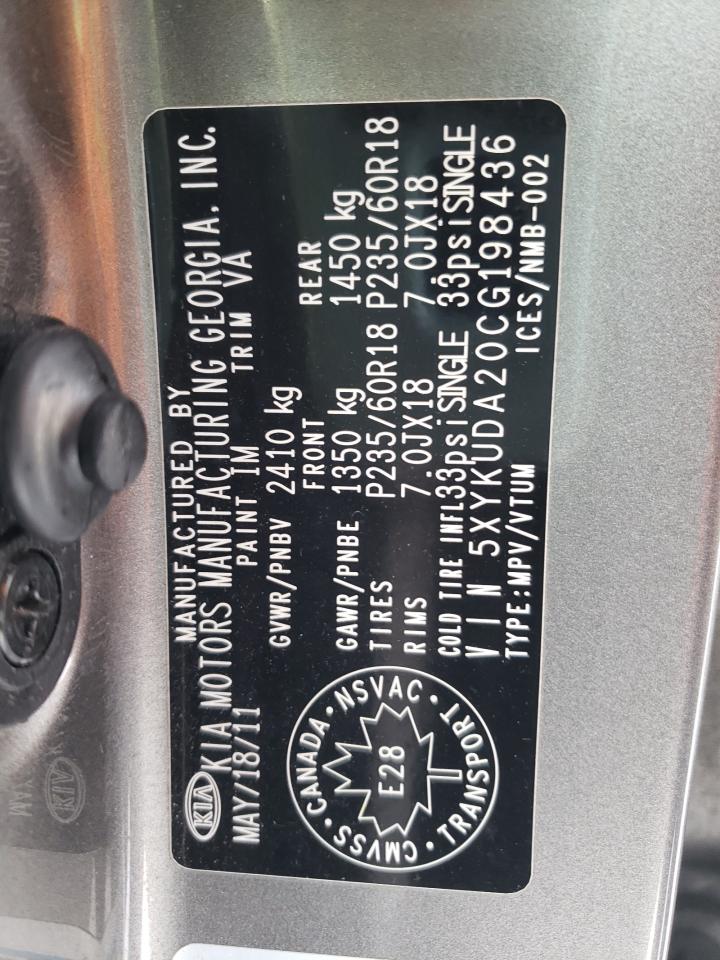 MANUFACTURED BY
KIA KIA MOTORS MANUFACTURING GEORGIA, INC.
MAY/18/11 PAINT IM TRIM VA
GVWR/PNBV 2410 kg
FRONT REAR
GAWR/PNBE 1350 kg 1450 kg
TIRES P235/60R18 P235/60R18
RIMS 7.0JX18 7.0JX18
COLD TIRE INFL 33psiSINGLE 33psiSINGLE
VIN 5XYKUDA20CG198436
TYPE:MPV/VTUM ICES/NMB-002
CANADA • NSVAC • TRANSPORT • CMVSS •
E28